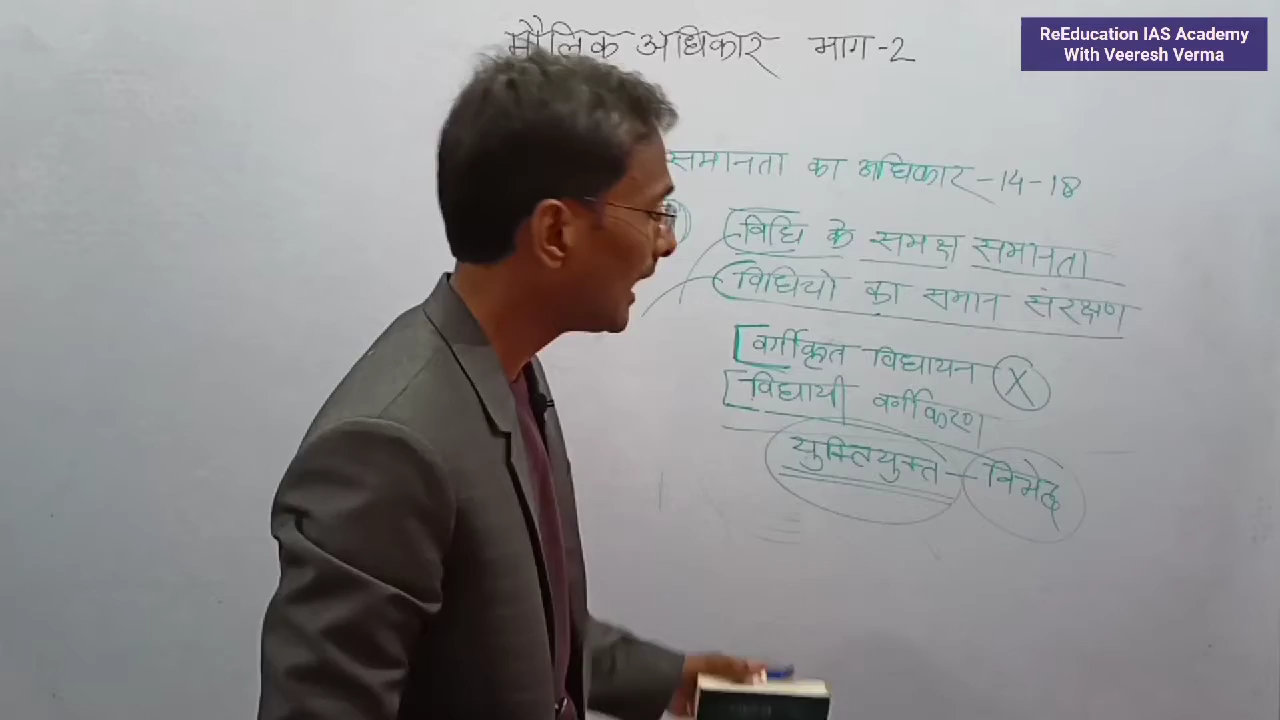 ReEducation IAS Academy
With Veeresh Verma
मौलिक अधिकार भाग-2
समानता का अधिकार-14-18
विधि के समक्ष समानता
विधियो का समान संरक्षण
वर्गीकृत विधायन X
विधायी वर्गीकरण
युक्तियुक्त - निभेद